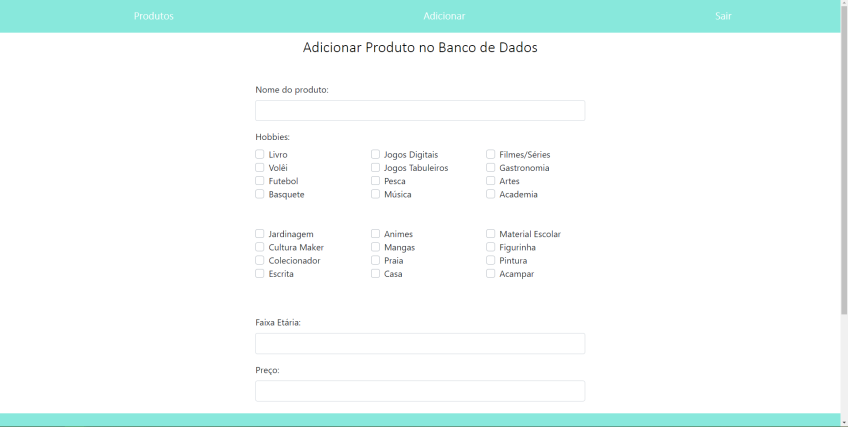 Produtos Adicionar Sair
Adicionar Produto no Banco de Dados
Nome do produto:
Hobbies:
Livro Jogos Digitais Filmes/Séries
Volêi Jogos Tabuleiros Gastronomia
Futebol Pesca Artes
Basquete Música Academia
Jardinagem Animes Material Escolar
Cultura Maker Mangas Figurinha
Colecionador Praia Pintura
Escrita Casa Acampar
Faixa Etária:
Preço: